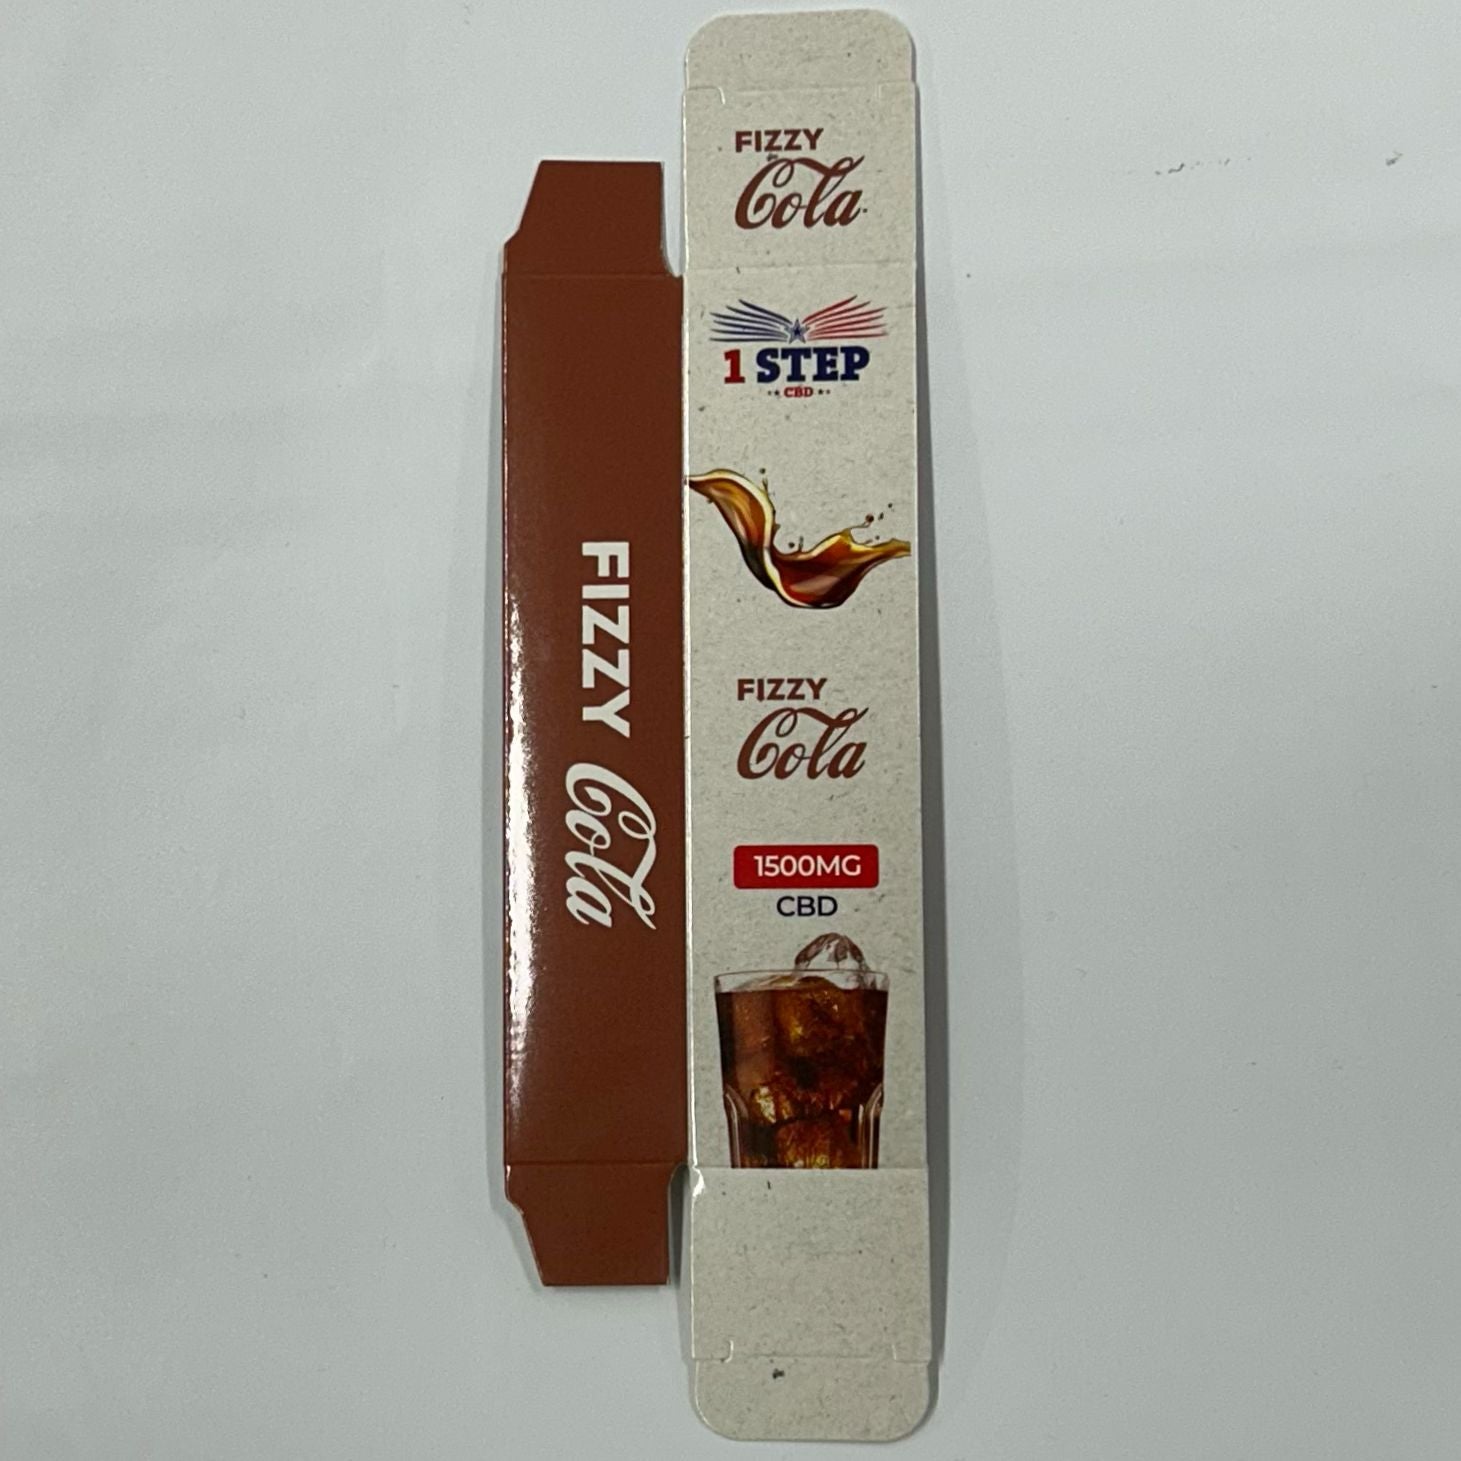 FIZZY
Cola
1 STEP
CBD
FIZZY
Cola
1500MG
CBD
FIZZY Cola